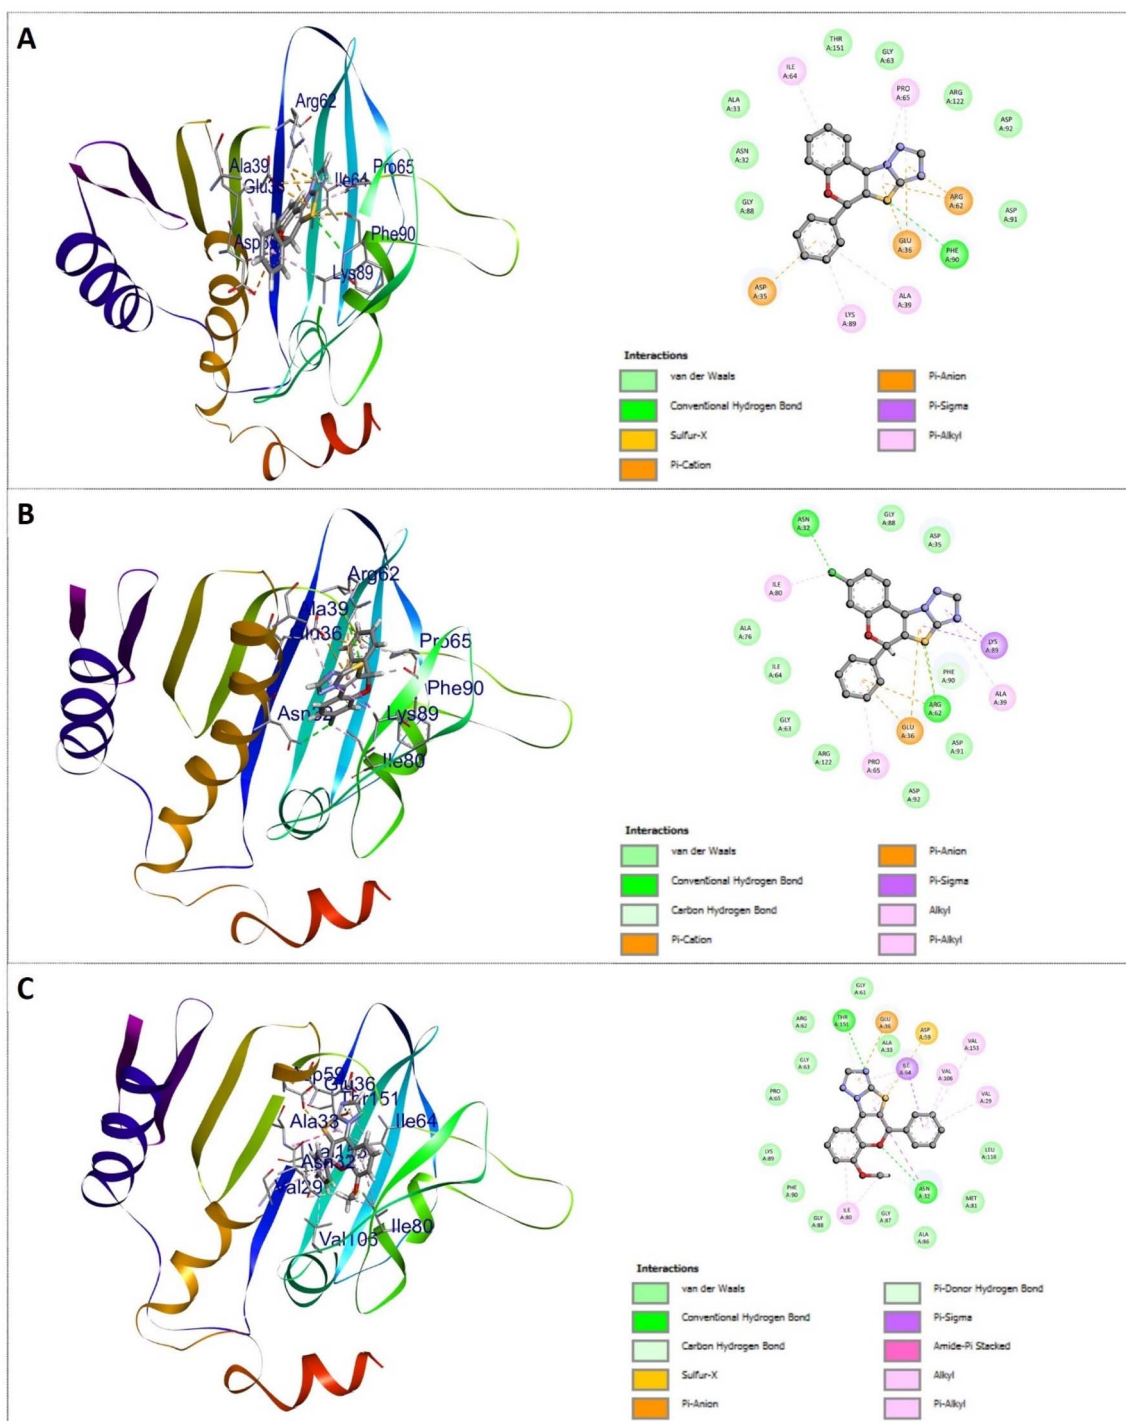 A
Arg62
Ala39
Pro65
Ile64
Phe90
Lys89
THR
A:151
GLY
A:63
ILE
A:64
PRO
A:65
ARG
A:122
ALA
A:33
ASP
A:92
ASN
A:32
GLY
A:88
ARG
A:62
ASP
A:91
GLU
A:36
PHE
A:90
ASP
A:35
ALA
A:39
LYS
A:89
Interactions
van der Waals
Conventional Hydrogen Bond
Sulfur-X
Pi-Cation
Pi-Anion
Pi-Sigma
Pi-Alkyl
B
Arg62
Pro65
Phe90
Asn32
Lys89
Ile80
ASN
A:32
GLY
A:88
ASP
A:35
ILE
A:80
ALA
A:76
LYS
A:89
ILE
A:64
PHE
A:90
ALA
A:39
ARG
A:62
GLY
A:63
GLU
A:36
ASP
A:91
ARG
A:122
PRO
A:65
ASP
A:92
Interactions
van der Waals
Conventional Hydrogen Bond
Carbon Hydrogen Bond
Pi-Cation
Pi-Anion
Pi-Sigma
Alkyl
Pi-Alkyl
C
Glu36
Thr151
Ala33
Ile64
Asn32
Val29
Ile80
Val106
GLY
A:61
ARG
A:62
THR
A:151
GLU
A:36
ASP
A:59
ALA
A:33
VAL
A:153
GLY
A:63
ILE
VAL
A:106
PRO
A:65
VAL
A:29
LYS
A:89
LEU
PHE
A:90
ASN
A:32
MET
A:81
GLY
A:88
ILE
A:80
GLY
A:87
ALA
A:86
Interactions
van der Waals
Conventional Hydrogen Bond
Carbon Hydrogen Bond
Sulfur-X
Pi-Anion
Pi-Donor Hydrogen Bond
Pi-Sigma
Amide-Pi Stacked
Alkyl
Pi-Alkyl